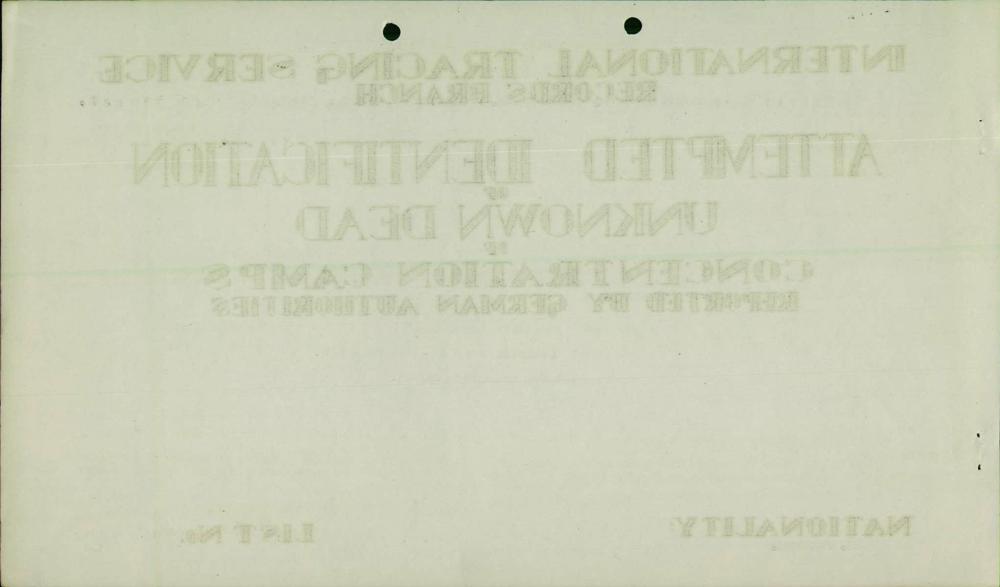 INTERNATIONAL TRACING SERVICE
RECORDS BRANCH
ATTEMPTED IDENTIFICATION
OF
UNKNOWN DEAD
OF
CONCENTRATION CAMPS
REPORTED BY GERMAN AUTHORITIES
NATIONALITY
LIST No.